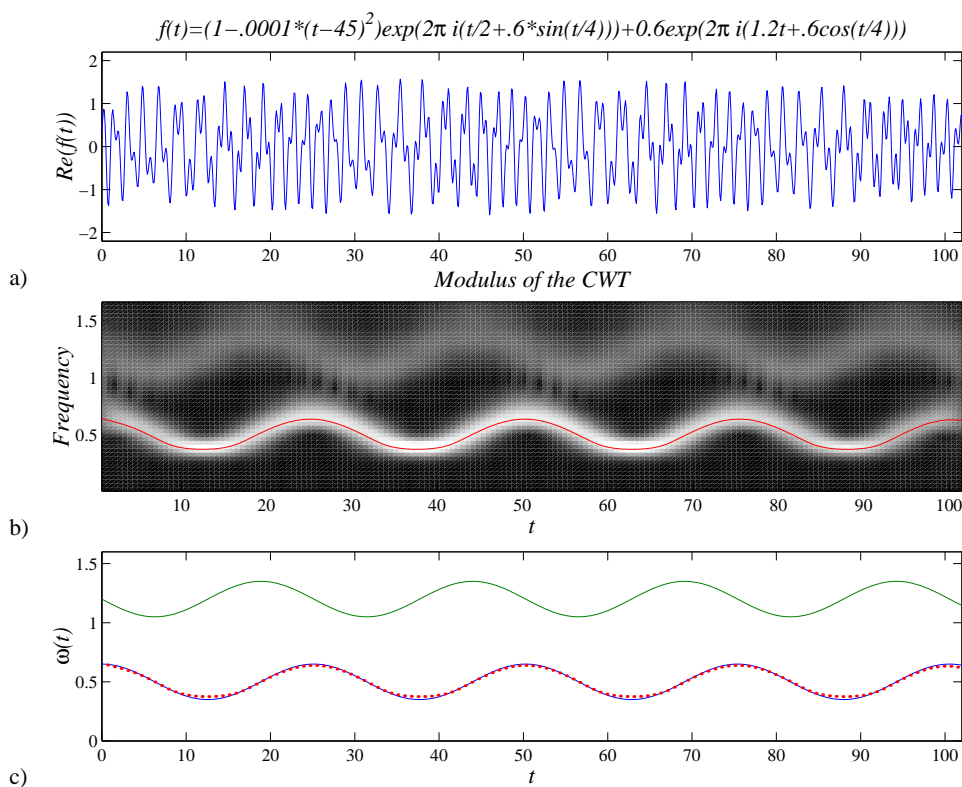 f(t)=(1−.0001*(t−45)²)exp(2π i(t/2+.6*sin(t/4)))+0.6exp(2π i(1.2t+.6cos(t/4)))
Re(f(t))
2
1
0
−1
−2
0 10 20 30 40 50 60 70 80 90 100
a)
Modulus of the CWT
Frequency
1.5
1
0.5
10 20 30 40 50 60 70 80 90 100
t
b)
ω(t)
1.5
1
0.5
0
0 10 20 30 40 50 60 70 80 90 100
t
c)